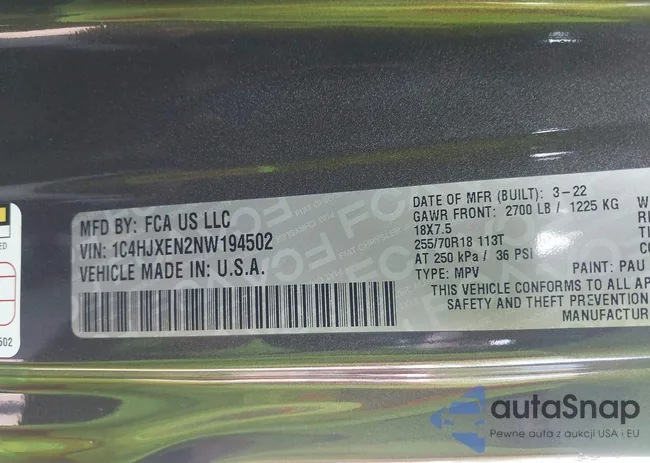 MFD BY: FCA US LLC
VIN: 1C4HJXEN2NW194502
VEHICLE MADE IN: U.S.A.
DATE OF MFR (BUILT): 3-22
GAWR FRONT: 2700 LB / 1225 KG
18X7.5
255/70R18 113T
AT 250 kPa / 36 PSI
TYPE: MPV PAINT: PAU
THIS VEHICLE CONFORMS TO ALL AP
SAFETY AND THEFT PREVENTION
MANUFACTUR
502
autaSnap
Pewne auta z aukcji USA i EU